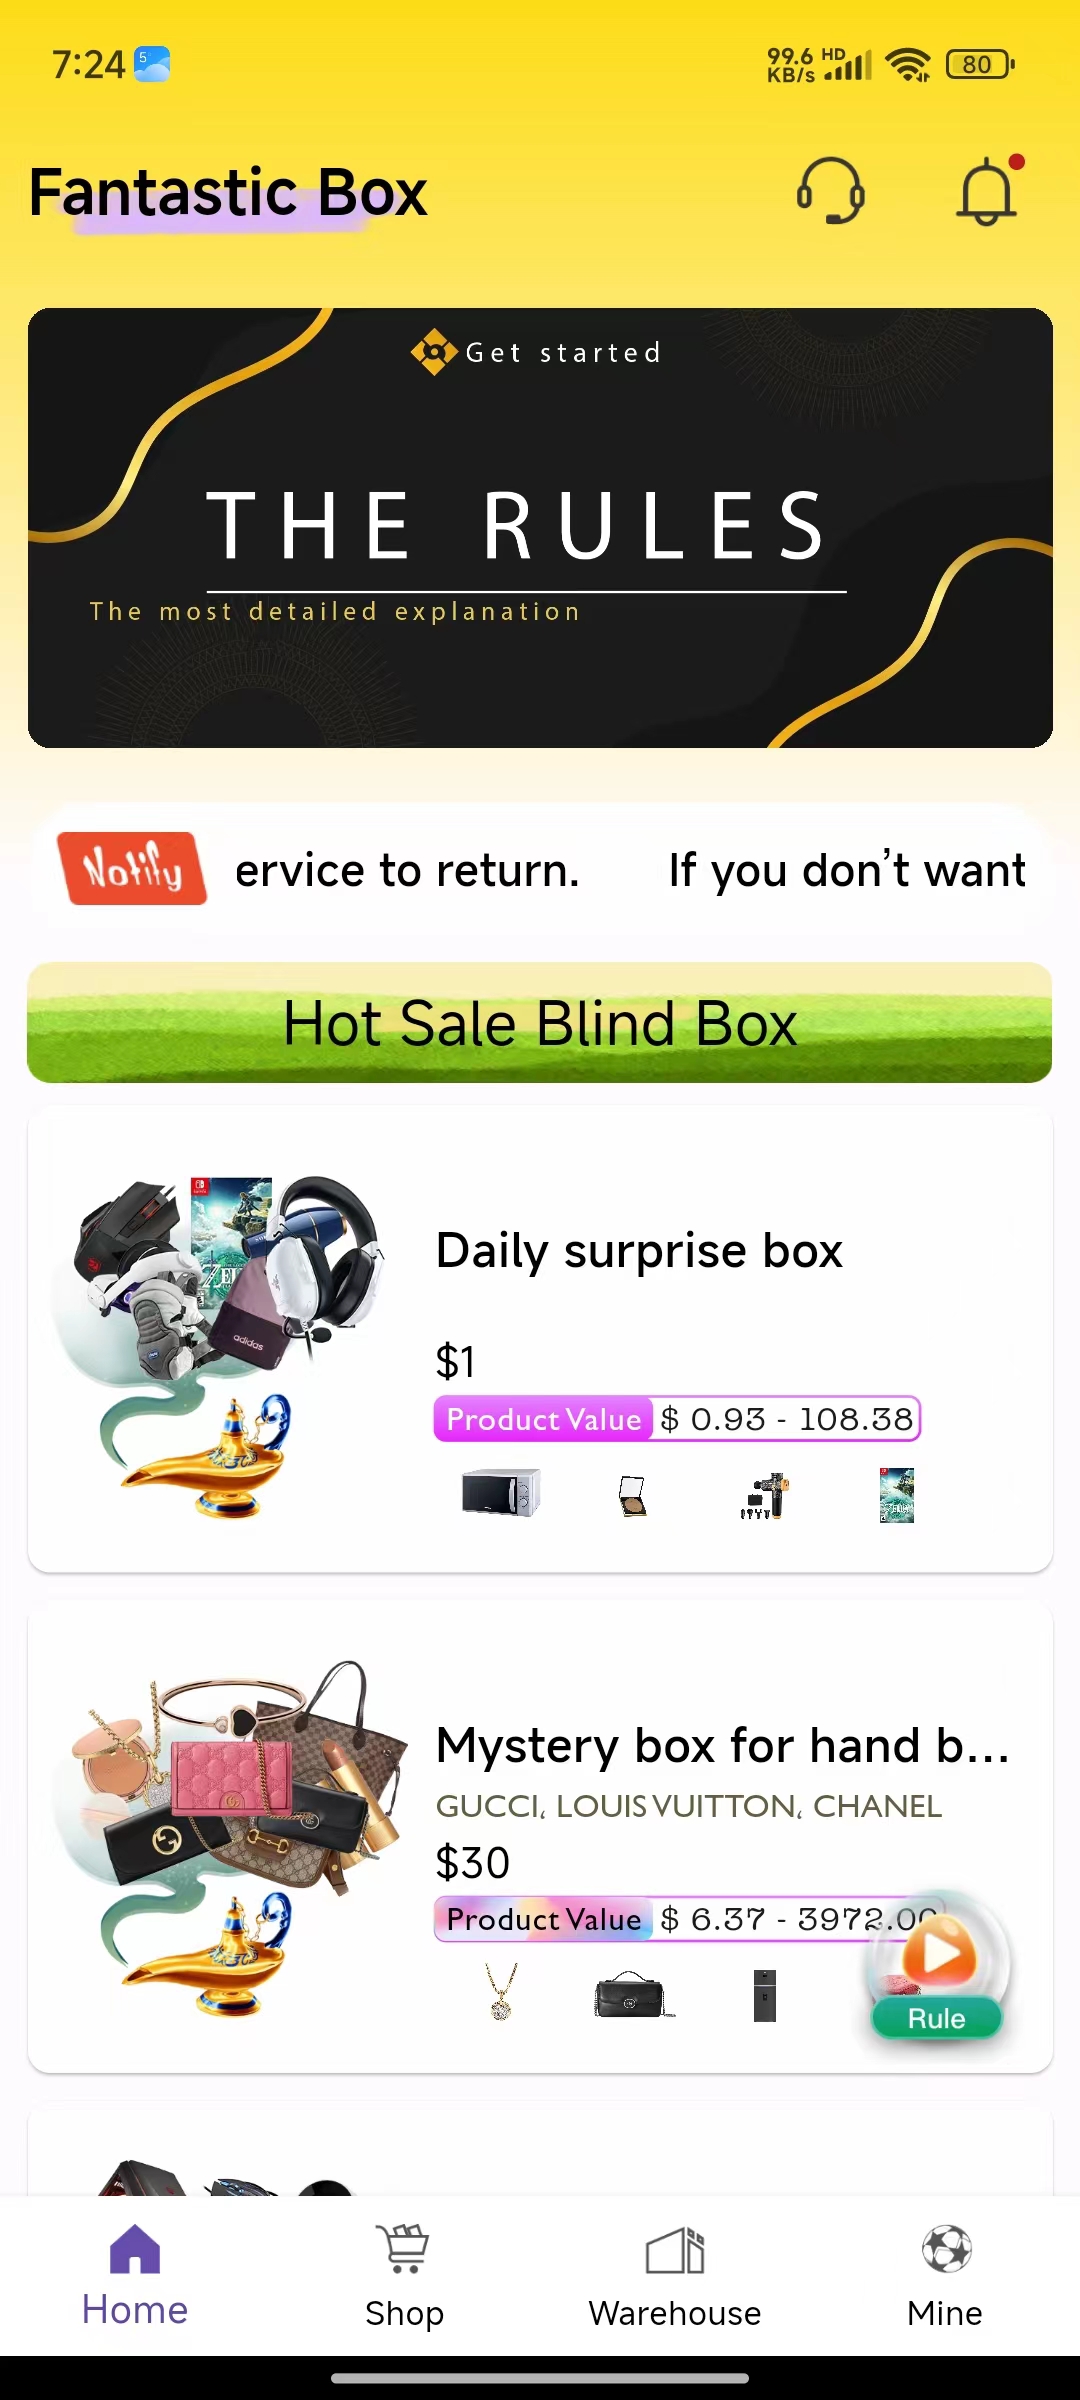 7:24
5
99.6
KB/s
HD
80
Fantastic Box
Get started
THE RULES
The most detailed explanation
Notify
ervice to return.
If you don’t want
Hot Sale Blind Box
adidas
Daily surprise box
$1
Product Value
$ 0.93 - 108.38
Mystery box for hand b...
GUCCI, LOUIS VUITTON, CHANEL
$30
Product Value
$ 6.37 - 3972.00
Rule
Home
Shop
Warehouse
Mine